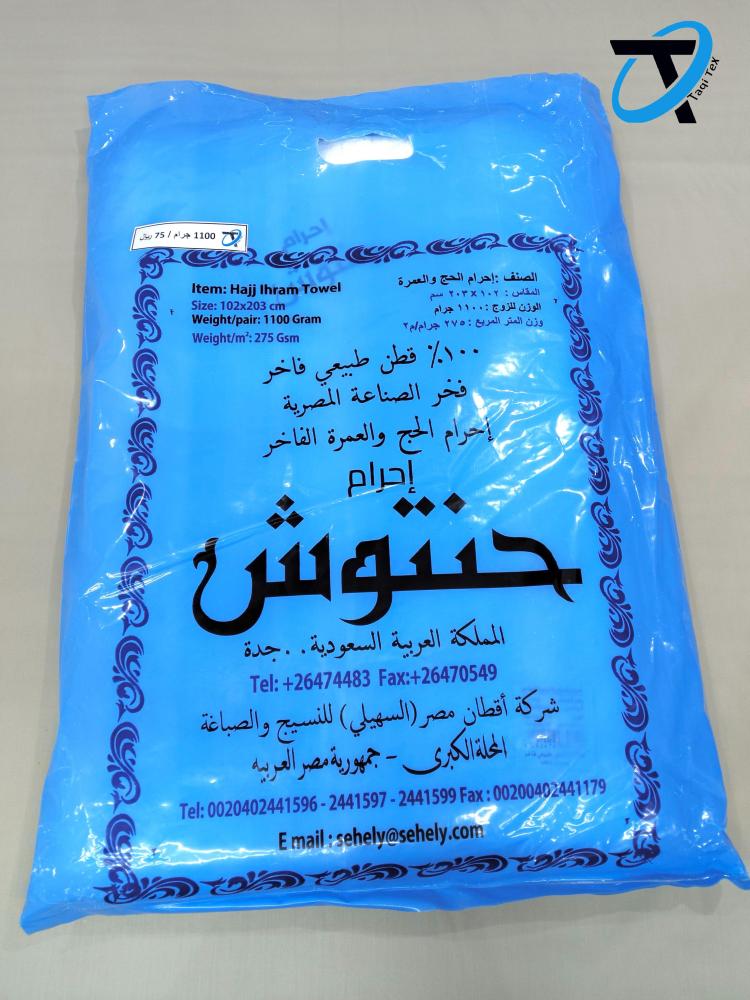 Taqi Tex
1100 جرام / 75 ريال
إحرام
Item: Hajj Ihram Towel
Size: 102x203 cm
Weight/pair: 1100 Gram
Weight/m²: 275 Gsm
الصنف :إحرام الحج والعمرة
المقاس : ١٠٢ X ٢٠٣ سم
الوزن للزوج : ١١٠٠ جرام
وزن المتر المربع : ٢٧٥ جرام/م٢
١٠٠٪ قطن طبيعي فاخر
فخر الصناعة المصرية
إحرام الحج والعمرة الفاخر
إحرام
حنتوش
المملكة العربية السعودية . . جدة
Tel: +26474483 Fax:+26470549
شركة أقطان مصر (السهيلي) للنسيج والصباغة
المحلة الكبرى - جمهورية مصر العربيه
Tel: 0020402441596 - 2441597 - 2441599 Fax : 00200402441179
E mail : sehely@sehely.com